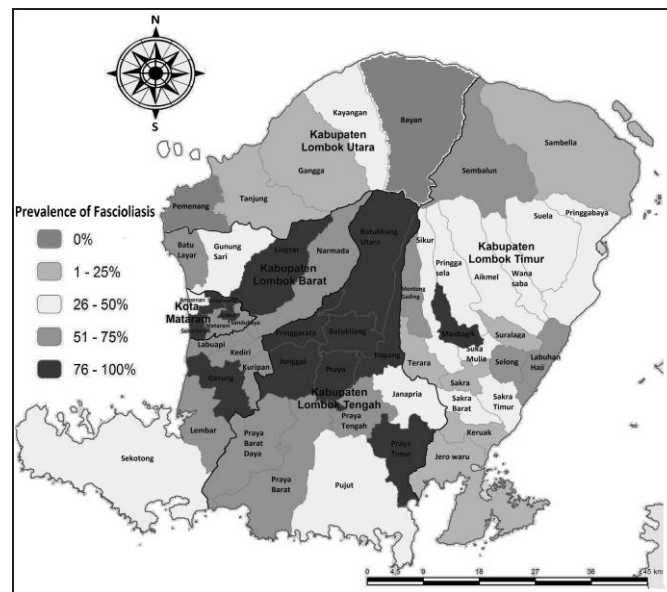 N
S
Prevalence of Fascioliasis
0%
1 - 25%
26 - 50%
51 - 75%
76 - 100%
Kayangan
Bayan
Kabupaten
Lombok Utara
Gangga
Tanjung
Pemenang
Sambelia
Sembalun
Batu
Layar
Gunung
Sari
Lingsar
Narmada
Kabupaten
Lombok Barat
Batukliang
Utara
Sikur
Montong
Gading
Pringga
sela
Suela
Pringgabaya
Kabupaten
Lombok Timur
Aikmel
Wana
saba
Ampenan
Kota
Mataram
Mataram
Labuapi
Kediri
Kuripan
Gerung
Lembar
Sekotong
Pringgarata
Batukliang
Jonggat
Praya
Kopang
Terara
Masbagik
Suka
Mulia
Suralaga
Selong
Labuhan
Haji
Kabupaten
Lombok Tengah
Praya
Tengah
Janapria
Sakra
Sakra
Barat
Sakra
Timur
Keruak
Jero waru
Praya
Timur
Praya
Barat
Daya
Praya
Barat
Pujut
0 4,5 9 18 27 36 45 km